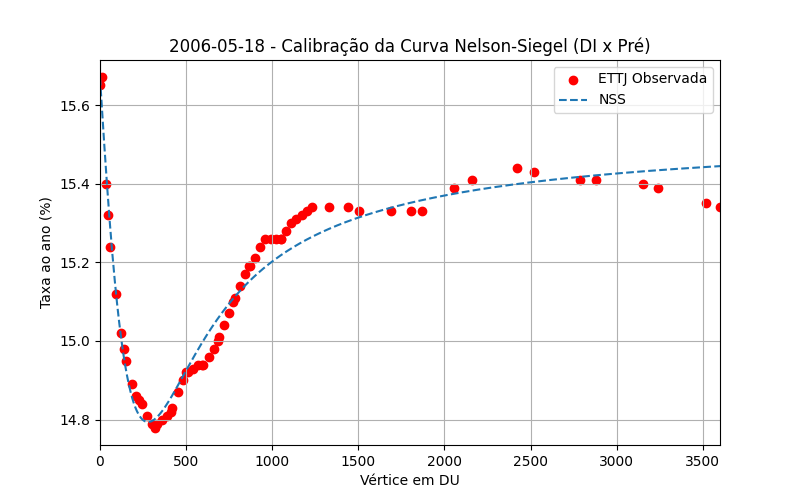 2006-05-18 - Calibração da Curva Nelson-Siegel (DI x Pré)
ETTJ Observada
NSS
15.6
15.4
15.2
15.0
14.8
Taxa ao ano (%)
0 500 1000 1500 2000 2500 3000 3500
Vértice em DU